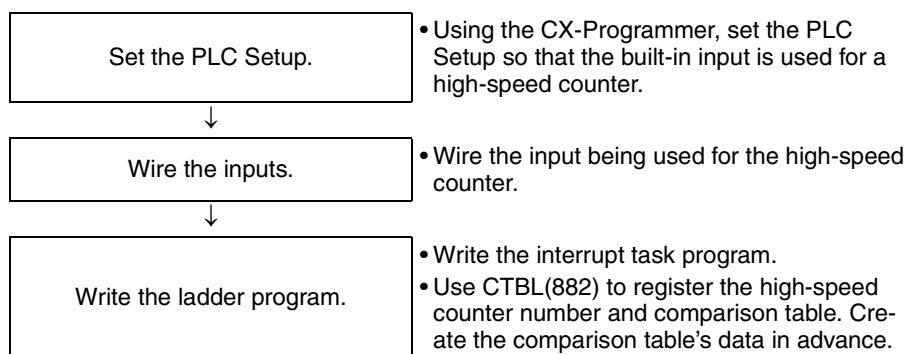 Set the PLC Setup.
• Using the CX-Programmer, set the PLC
Setup so that the built-in input is used for a
high-speed counter.
↓
Wire the inputs.
• Wire the input being used for the high-speed
counter.
↓
Write the ladder program.
• Write the interrupt task program.
• Use CTBL(882) to register the high-speed
counter number and comparison table. Cre-
ate the comparison table's data in advance.